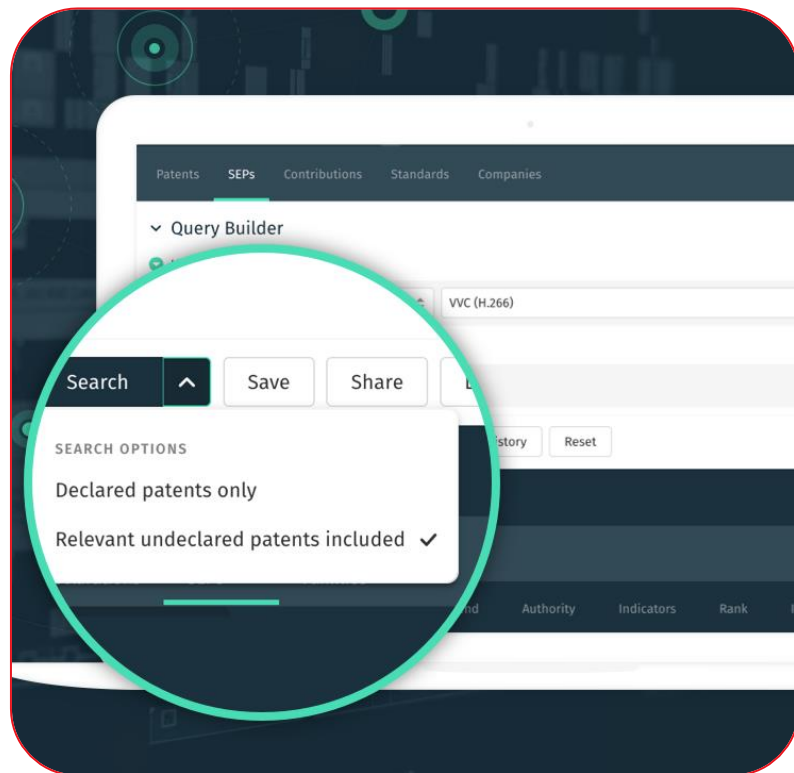 Patents SEPs Contributions Standards Companies
Query Builder
VVC (H.266)
Search Save Share
Reset
SEARCH OPTIONS
Declared patents only
Relevant undeclared patents included
Authority Indicators Rank